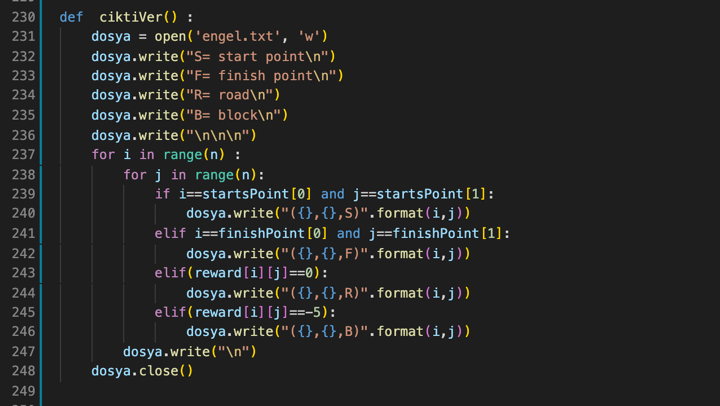 230 def  ciktiVer() :
231     dosya = open('engel.txt', 'w')
232     dosya.write("S= start point\n")
233     dosya.write("F= finish point\n")
234     dosya.write("R= road\n")
235     dosya.write("B= block\n")
236     dosya.write("\n\n\n")
237     for i in range(n) :
238         for j in range(n):
239             if i==startsPoint[0] and j==startsPoint[1]:
240                 dosya.write("({},{},S)".format(i,j))
241             elif i==finishPoint[0] and j==finishPoint[1]:
242                 dosya.write("({},{},F)".format(i,j))
243             elif(reward[i][j]==0):
244                 dosya.write("({},{},R)".format(i,j))
245             elif(reward[i][j]==-5):
246                 dosya.write("({},{},B)".format(i,j))
247         dosya.write("\n")
248     dosya.close()
249